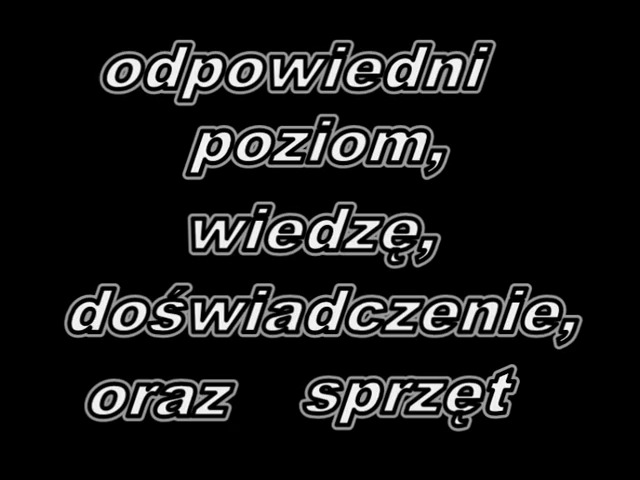 odpowiedni
poziom,
wiedzę,
doświadczenie,
oraz sprzęt